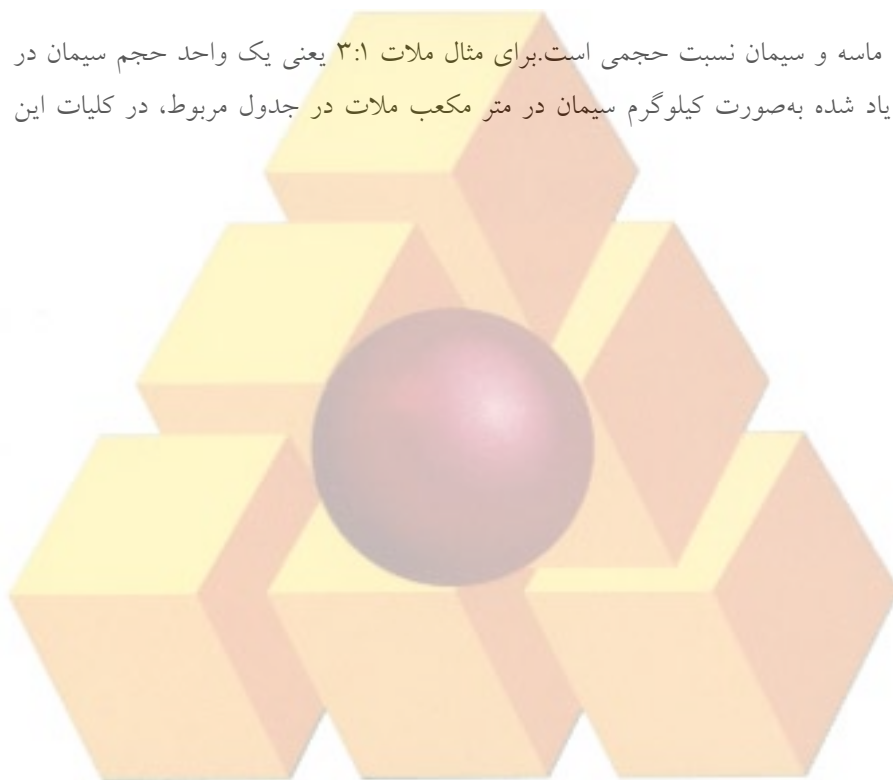 ماسه و سیمان نسبت حجمی است.برای مثال ملات ۳:۱ یعنی یک واحد حجم سیمان در
یاد شده به‌صورت کیلوگرم سیمان در متر مکعب ملات در جدول مربوط، در کلیات این